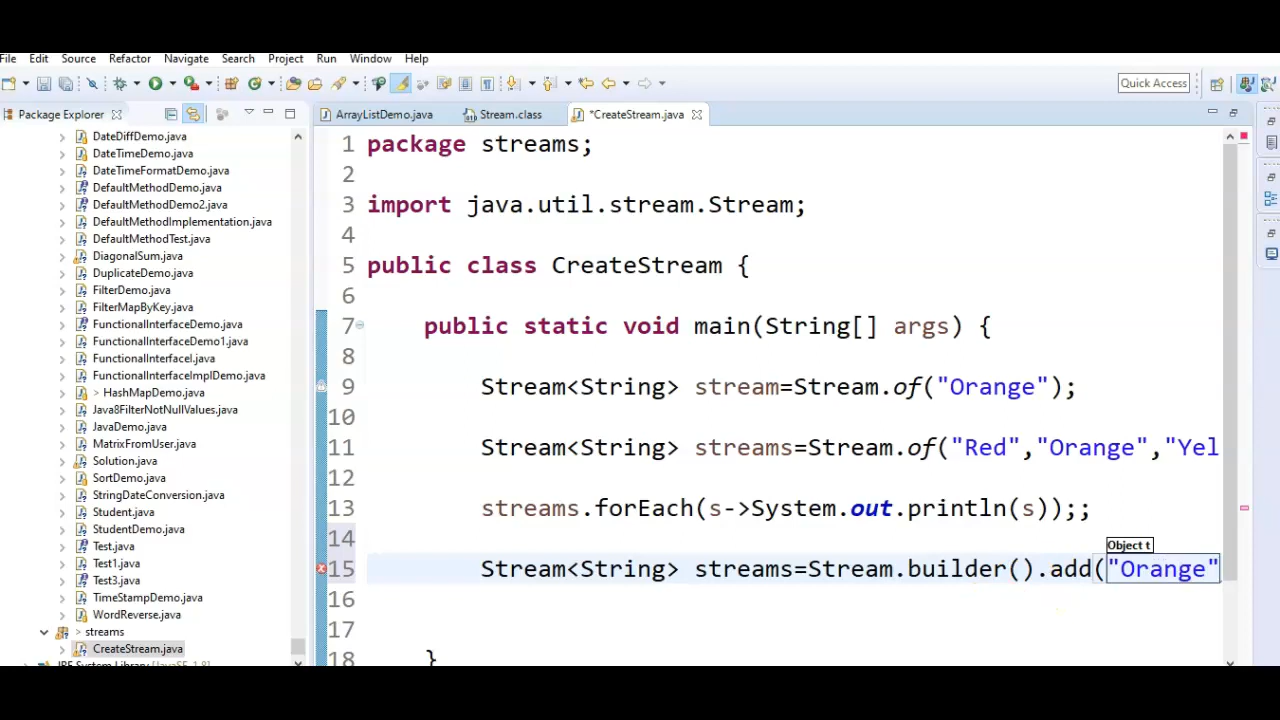 File Edit Source Refactor Navigate Search Project Run Window Help
Quick Access
Package Explorer
ArrayListDemo.java Stream.class *CreateStream.java
DateDiffDemo.java
DateTimeDemo.java
DateTimeFormatDemo.java
DefaultMethodDemo.java
DefaultMethodDemo2.java
DefaultMethodImplementation.java
DefaultMethodTest.java
DiagonalSum.java
DuplicateDemo.java
FilterDemo.java
FilterMapByKey.java
FunctionalInterfaceDemo.java
FunctionalInterfaceDemo1.java
FunctionalInterfaceI.java
FunctionalInterfaceImplDemo.java
> HashMapDemo.java
Java8FilterNotNullValues.java
JavaDemo.java
MatrixFromUser.java
Solution.java
SortDemo.java
StringDateConversion.java
Student.java
StudentDemo.java
Test.java
Test1.java
Test3.java
TimeStampDemo.java
WordReverse.java
> streams
CreateStream.java
JRE System Library [JavaSE-1.8]
1 package streams;
2
3 import java.util.stream.Stream;
4
5 public class CreateStream {
6
7 public static void main(String[] args) {
8
9 Stream<String> stream=Stream.of("Orange");
10
11 Stream<String> streams=Stream.of("Red","Orange","Yel
12
13 streams.forEach(s->System.out.println(s));;
14
Object t
15 Stream<String> streams=Stream.builder().add("Orange"
16
17
18 }